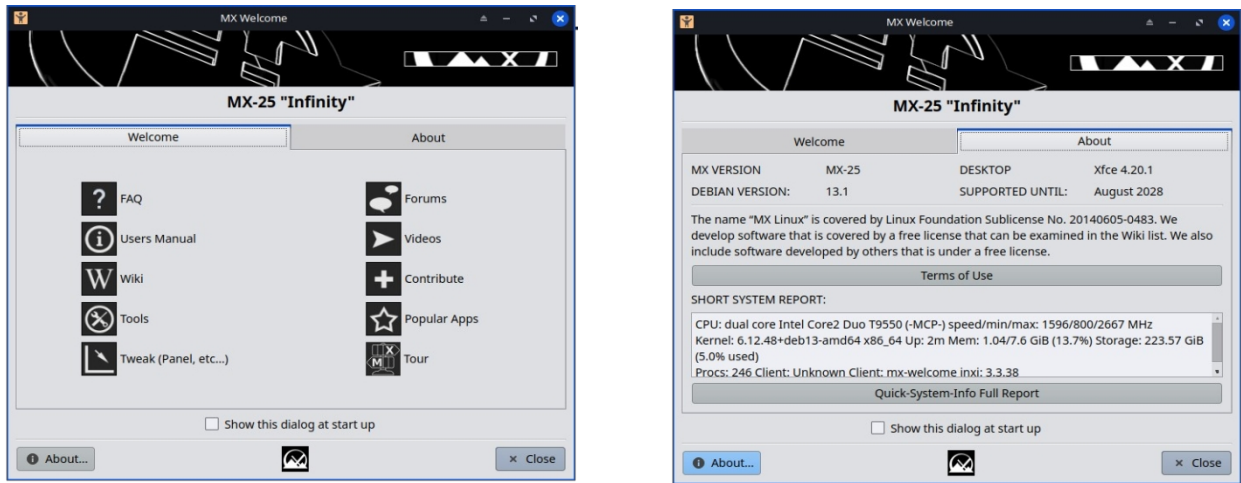 MX Welcome
MX
MX-25 "Infinity"
Welcome
About
FAQ
Forums
Users Manual
Videos
Wiki
Contribute
Tools
Popular Apps
Tweak (Panel, etc...)
Tour
Show this dialog at start up
About...
Close
MX Welcome
MX
MX-25 "Infinity"
Welcome
About
MX VERSION MX-25 DESKTOP Xfce 4.20.1
DEBIAN VERSION: 13.1 SUPPORTED UNTIL: August 2028
The name “MX Linux” is covered by Linux Foundation Sublicense No. 20140605-0483. We
develop software that is covered by a free license that can be examined in the Wiki list. We also
include software developed by others that is under a free license.
Terms of Use
SHORT SYSTEM REPORT:
CPU: dual core Intel Core2 Duo T9550 (-MCP-) speed/min/max: 1596/800/2667 MHz
Kernel: 6.12.48+deb13-amd64 x86_64 Up: 2m Mem: 1.04/7.6 GiB (13.7%) Storage: 223.57 GiB
(5.0% used)
Procs: 246 Client: Unknown Client: mx-welcome inxi: 3.3.38
Quick-System-Info Full Report
Show this dialog at start up
About...
Close